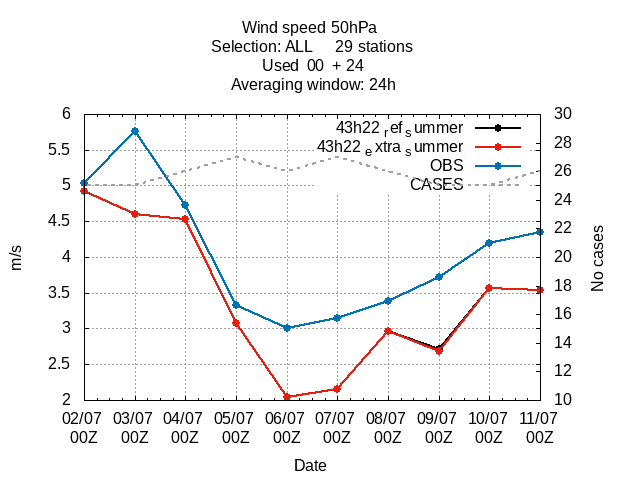 Wind speed 50hPa
Selection: ALL 29 stations
Used 00 + 24
Averaging window: 24h
6 30
43h22 ref summer
43h22 extra summer
OBS
CASES
5.5 28
5 26
4.5 24
4 22
3.5 20
3 18
2.5 16
2 14
12
10
m/s
No cases
02/07 03/07 04/07 05/07 06/07 07/07 08/07 09/07 10/07 11/07
00Z 00Z 00Z 00Z 00Z 00Z 00Z 00Z 00Z 00Z
Date